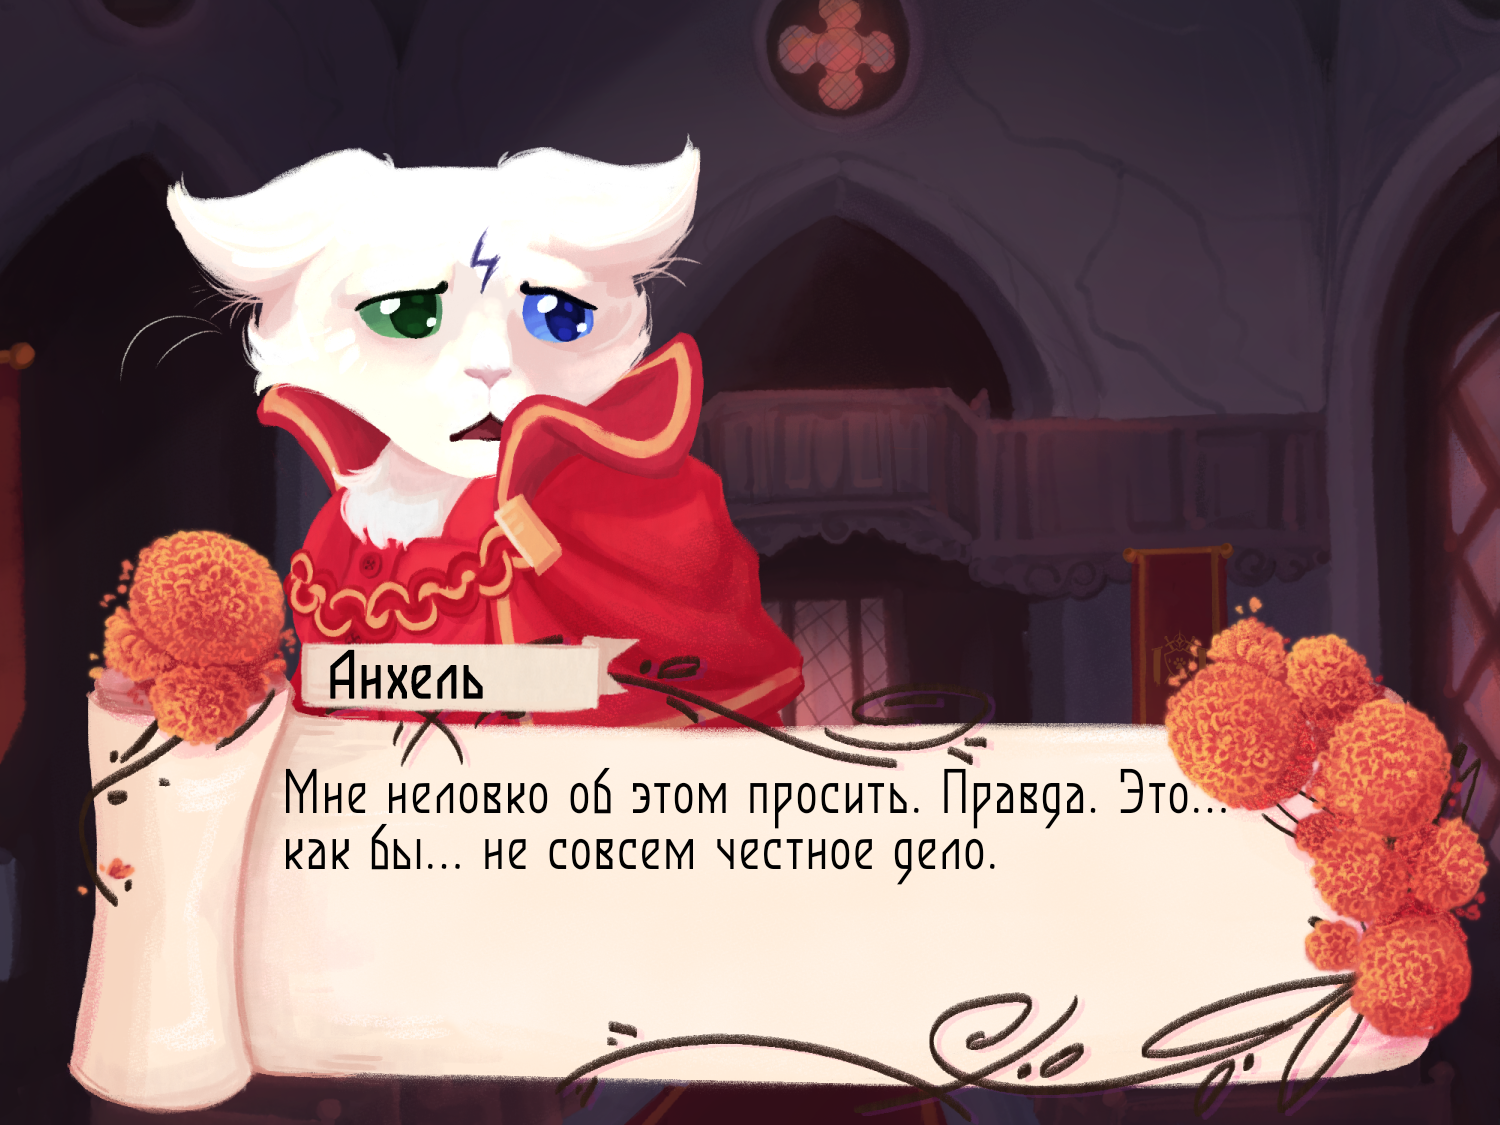 Анхель
Мне неловко об этом просить. Правда. Это...
как бы... не совсем честное дело.